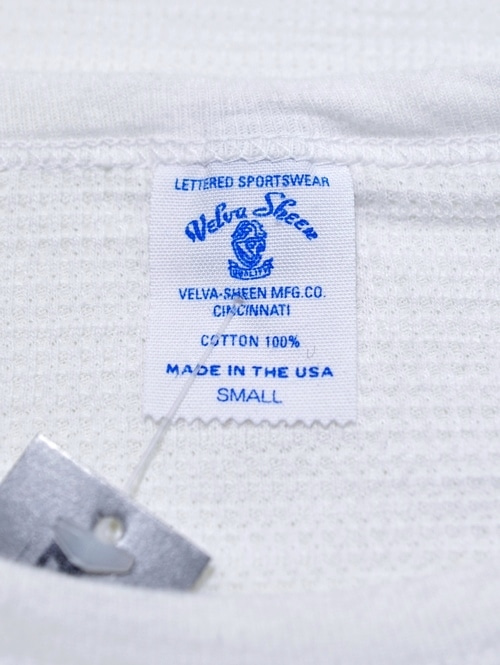 LETTERED SPORTSWEAR
Velva Sheen
QUALITY
VELVA-SHEEN MFG.CO.
CINCINNATI
COTTON 100%
MADE IN THE USA
SMALL